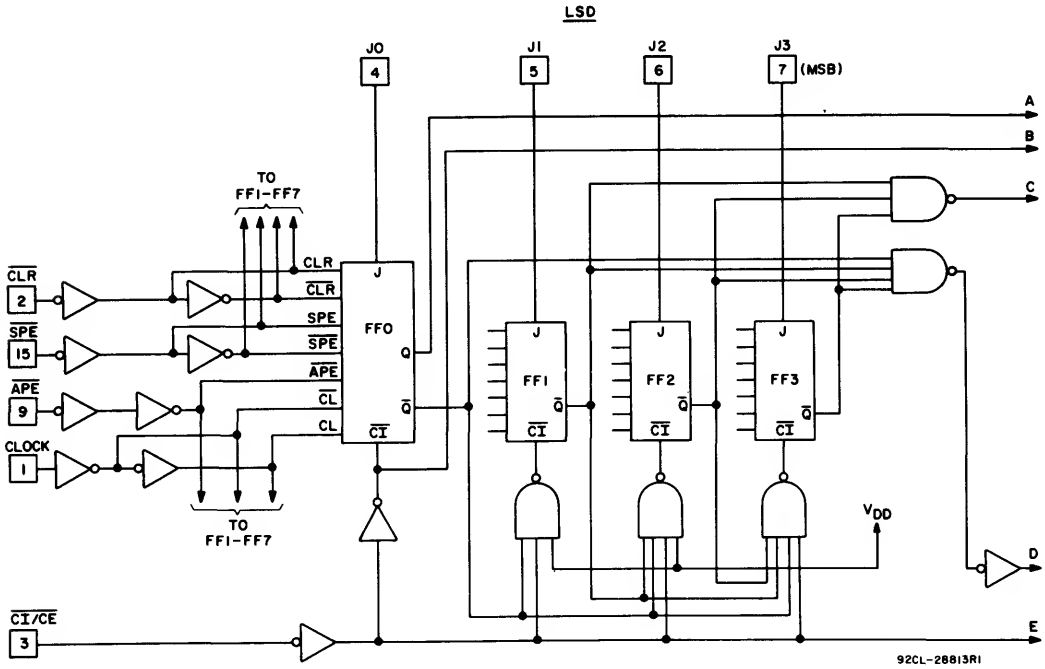 LSD
J0
4
J1
5
J2
6
J3
7 (MSB)
A
B
C
TO
FF1-FF7
CLR
2
SPE
15
APE
9
CLOCK
1
CLR
CLR
SPE
SPE
APE
CL
CL
J
FF0
Q
Q
CI
J
FF1
Q
CI
J
FF2
Q
CI
J
FF3
Q
CI
TO
FF1-FF7
VDD
D
CI/CE
3
E
92CL-28813R1